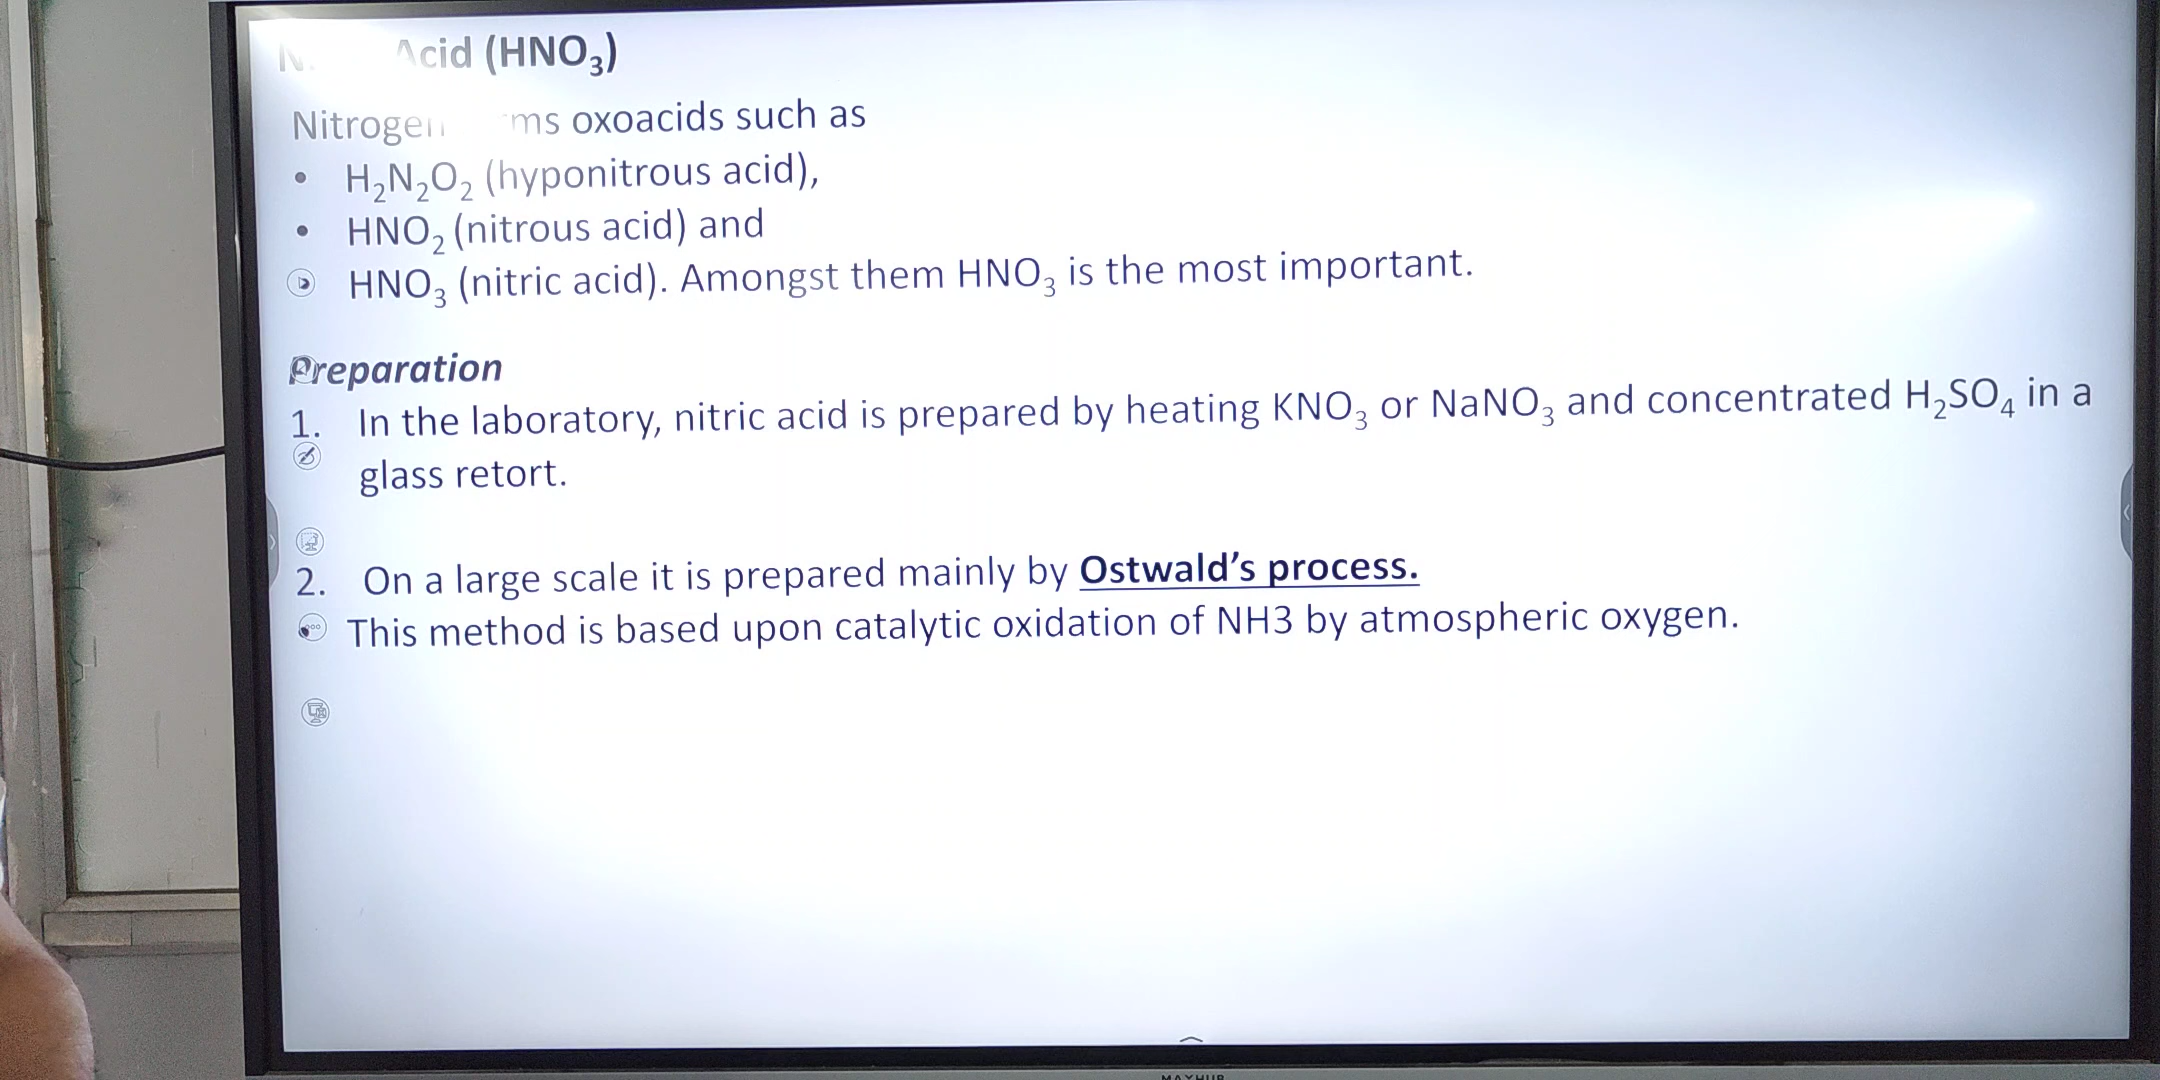 Acid (HNO₃)
Nitrogen oxoacids such as
• H₂N₂O₂ (hyponitrous acid),
• HNO₂ (nitrous acid) and
HNO₃ (nitric acid). Amongst them HNO₃ is the most important.
Preparation
1. In the laboratory, nitric acid is prepared by heating KNO₃ or NaNO₃ and concentrated H₂SO₄ in a
glass retort.
2. On a large scale it is prepared mainly by Ostwald’s process.
This method is based upon catalytic oxidation of NH3 by atmospheric oxygen.